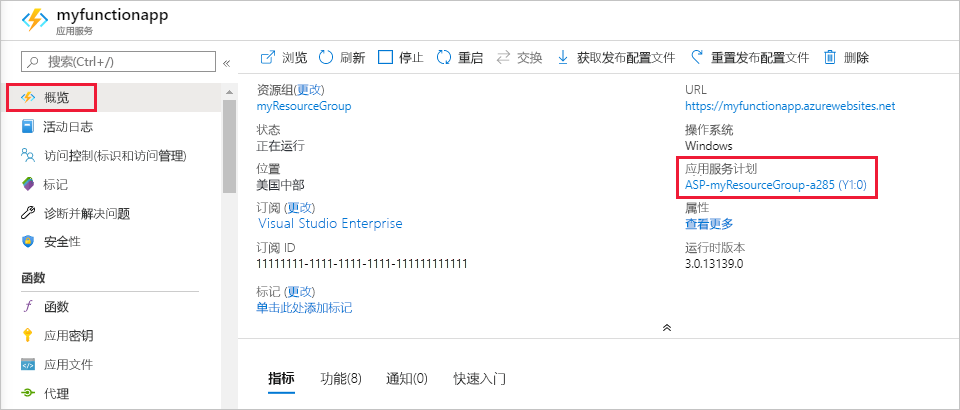 myfunctionapp
应用服务
搜索(Ctrl+/)
概览
活动日志
访问控制(标识和访问管理)
标记
诊断并解决问题
安全性
函数
函数
应用密钥
应用文件
代理
浏览 刷新 停止 重启 交换 获取发布配置文件 重置发布配置文件 删除
资源组(更改)
myResourceGroup
状态
正在运行
位置
美国中部
订阅 (更改)
Visual Studio Enterprise
订阅 ID
11111111-1111-1111-1111-111111111111
标记 (更改)
单击此处添加标记
URL
https://myfunctionapp.azurewebsites.net
操作系统
Windows
应用服务计划
ASP-myResourceGroup-a285 (Y1:0)
属性
查看更多
运行时版本
3.0.13139.0
指标 功能(8) 通知(0) 快速入门